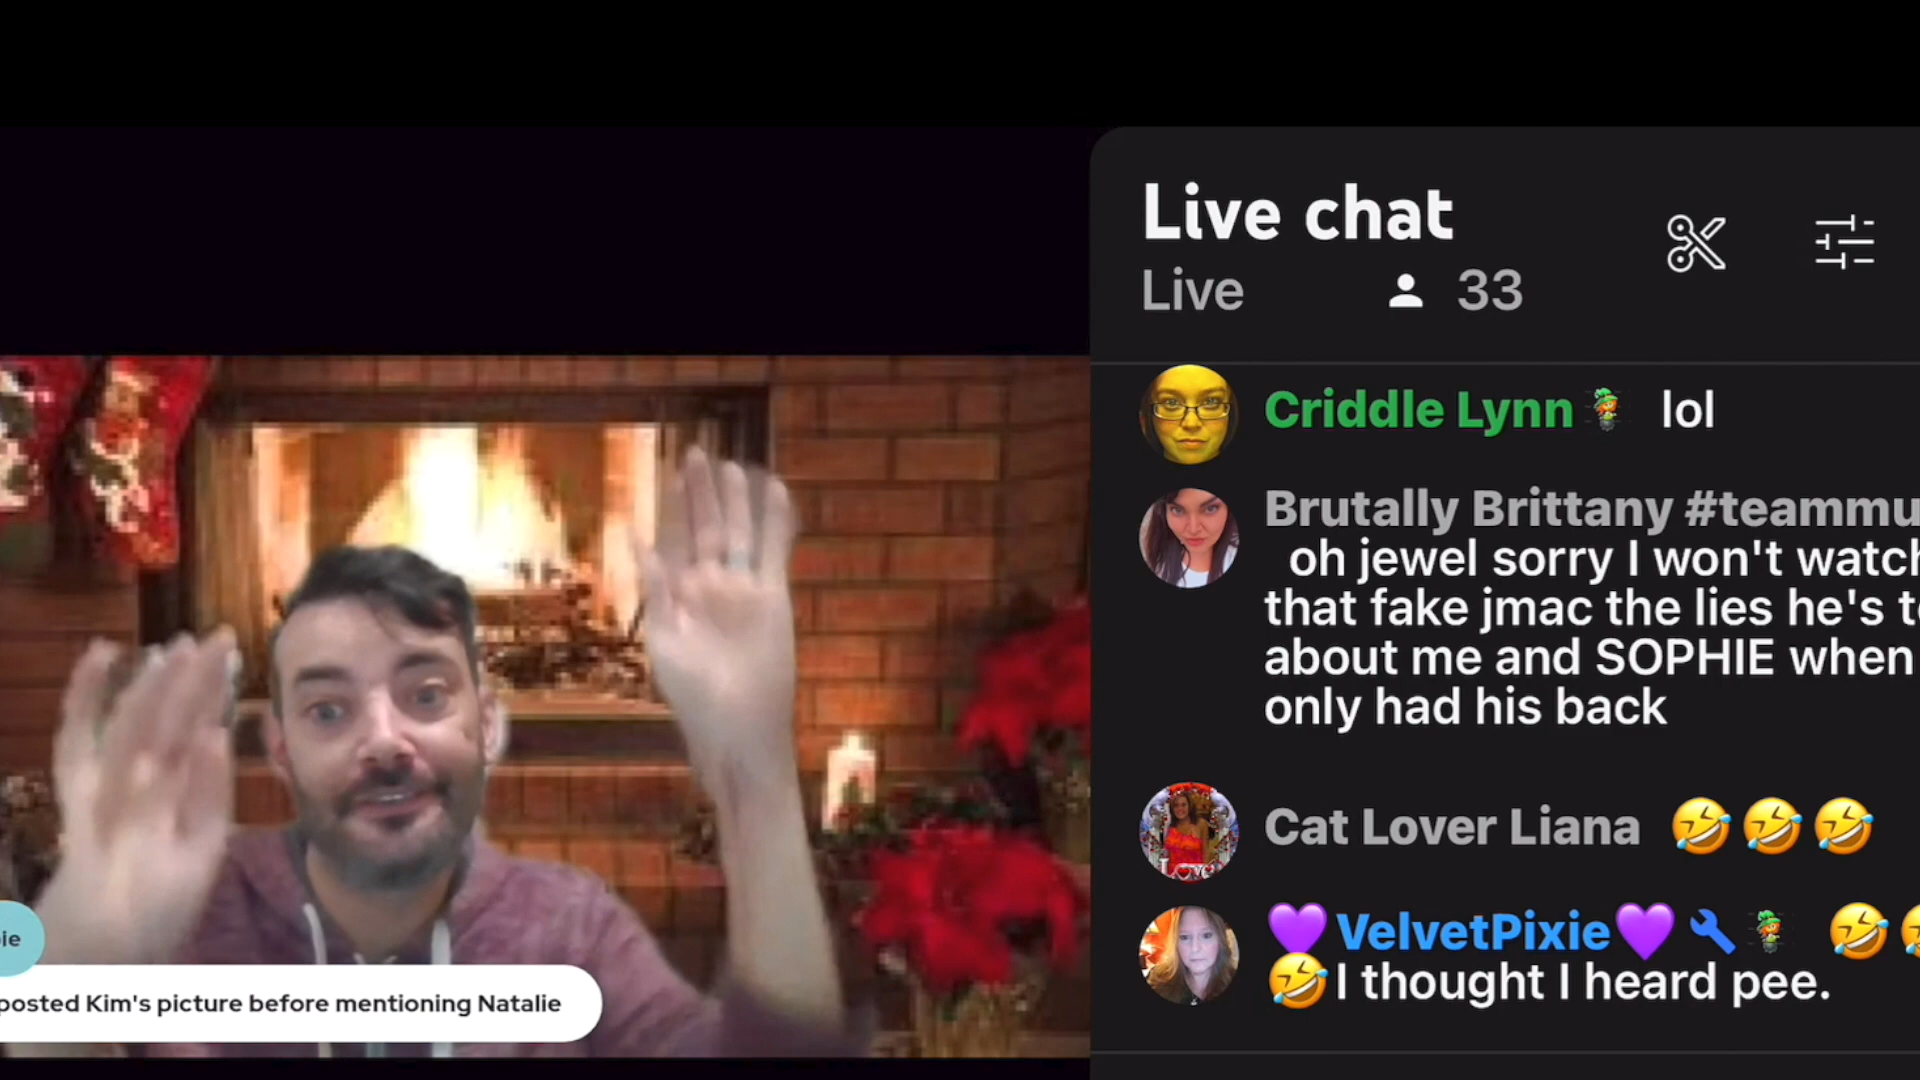 Live chat
Live 33
Criddle Lynn lol
Brutally Brittany #teammu
oh jewel sorry I won't watch
that fake jmac the lies he's t
about me and SOPHIE when
only had his back
Cat Lover Liana
LOVE
VelvetPixie
I thought I heard pee.
ie
posted Kim's picture before mentioning Natalie